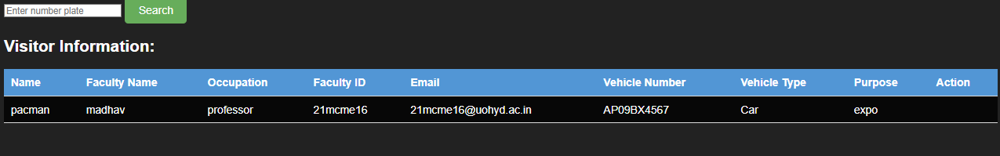 Enter number plate Search
Visitor Information:
Name Faculty Name Occupation Faculty ID Email Vehicle Number Vehicle Type Purpose Action
pacman madhav professor 21mcme16 21mcme16@uohyd.ac.in AP09BX4567 Car expo